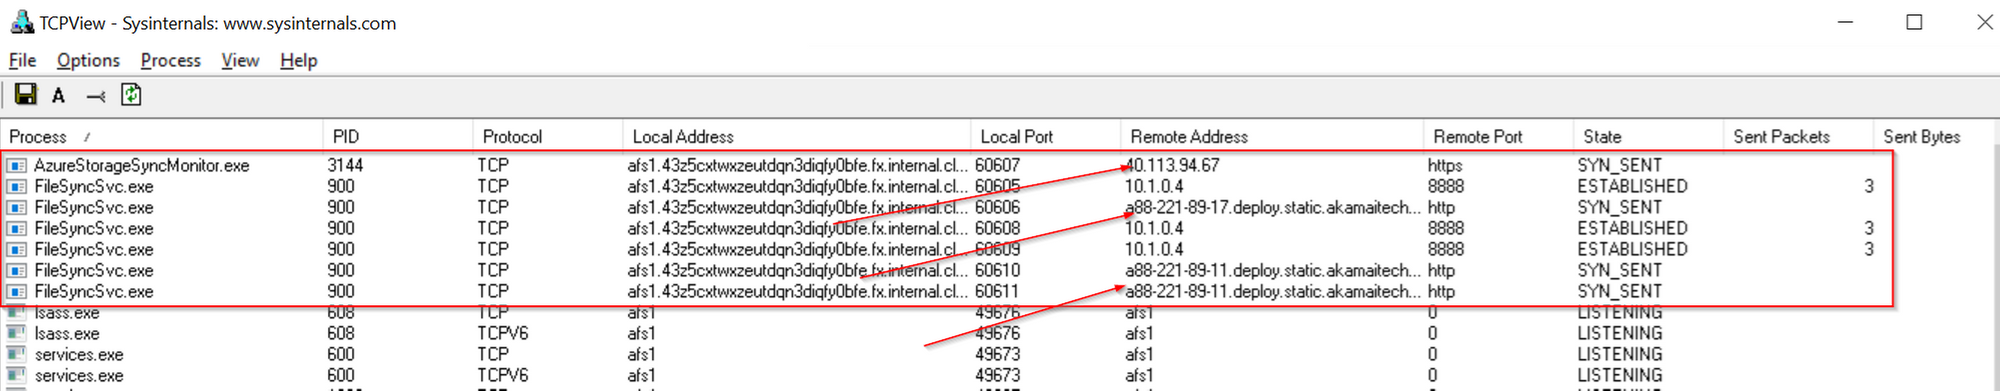 TCPView - Sysinternals: www.sysinternals.com
File Options Process View Help
A
Process / PID Protocol Local Address Local Port Remote Address Remote Port State Sent Packets Sent Bytes
AzureStorageSyncMonitor.exe 3144 TCP afs1.43z5cxtwxzeutdqn3diqfy0bfe.fx.internal.cl... 60607 40.113.94.67 https SYN_SENT
FileSyncSvc.exe 900 TCP afs1.43z5cxtwxzeutdqn3diqfy0bfe.fx.internal.cl... 60605 10.1.0.4 8888 ESTABLISHED 3
FileSyncSvc.exe 900 TCP afs1.43z5cxtwxzeutdqn3diqfy0bfe.fx.internal.cl... 60606 a88-221-89-17.deploy.static.akamaitech... http SYN_SENT
FileSyncSvc.exe 900 TCP afs1.43z5cxtwxzeutdqn3diqfy0bfe.fx.internal.cl... 60608 10.1.0.4 8888 ESTABLISHED 3
FileSyncSvc.exe 900 TCP afs1.43z5cxtwxzeutdqn3diqfy0bfe.fx.internal.cl... 60609 10.1.0.4 8888 ESTABLISHED 3
FileSyncSvc.exe 900 TCP afs1.43z5cxtwxzeutdqn3diqfy0bfe.fx.internal.cl... 60610 a88-221-89-11.deploy.static.akamaitech... http SYN_SENT
FileSyncSvc.exe 900 TCP afs1.43z5cxtwxzeutdqn3diqfy0bfe.fx.internal.cl... 60611 a88-221-89-11.deploy.static.akamaitech... http SYN_SENT
lsass.exe 608 TCP afs1 49676 afs1 0 LISTENING
lsass.exe 608 TCPV6 afs1 49676 afs1 0 LISTENING
services.exe 600 TCP afs1 49673 afs1 0 LISTENING
services.exe 600 TCPV6 afs1 49673 afs1 0 LISTENING